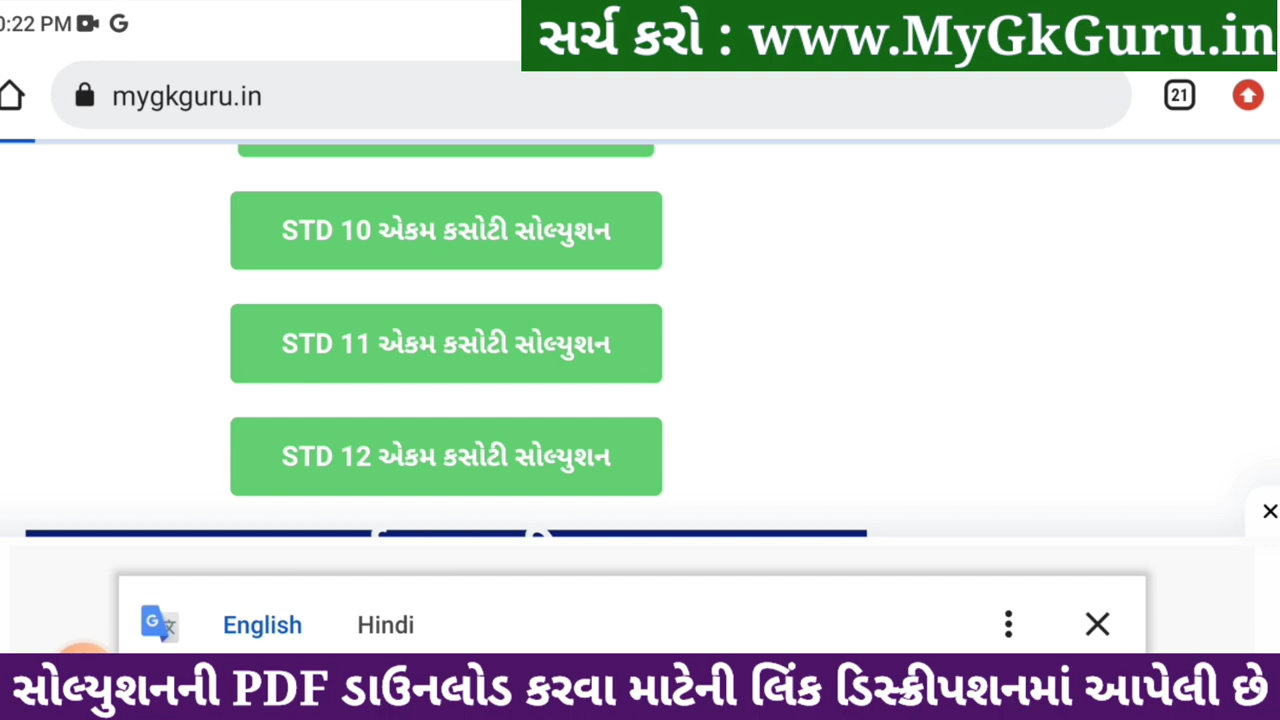 0:22 PM
સર્ચ કરો : www.MyGkGuru.in
mygkguru.in
21
STD 10 એકમ કસોટી સોલ્યુશન
STD 11 એકમ કસોટી સોલ્યુશન
STD 12 એકમ કસોટી સોલ્યુશન
English Hindi
સોલ્યુશનની PDF ડાઉનલોડ કરવા માટેની લિંક ડિસ્ક્રીપશનમાં આપેલી છે